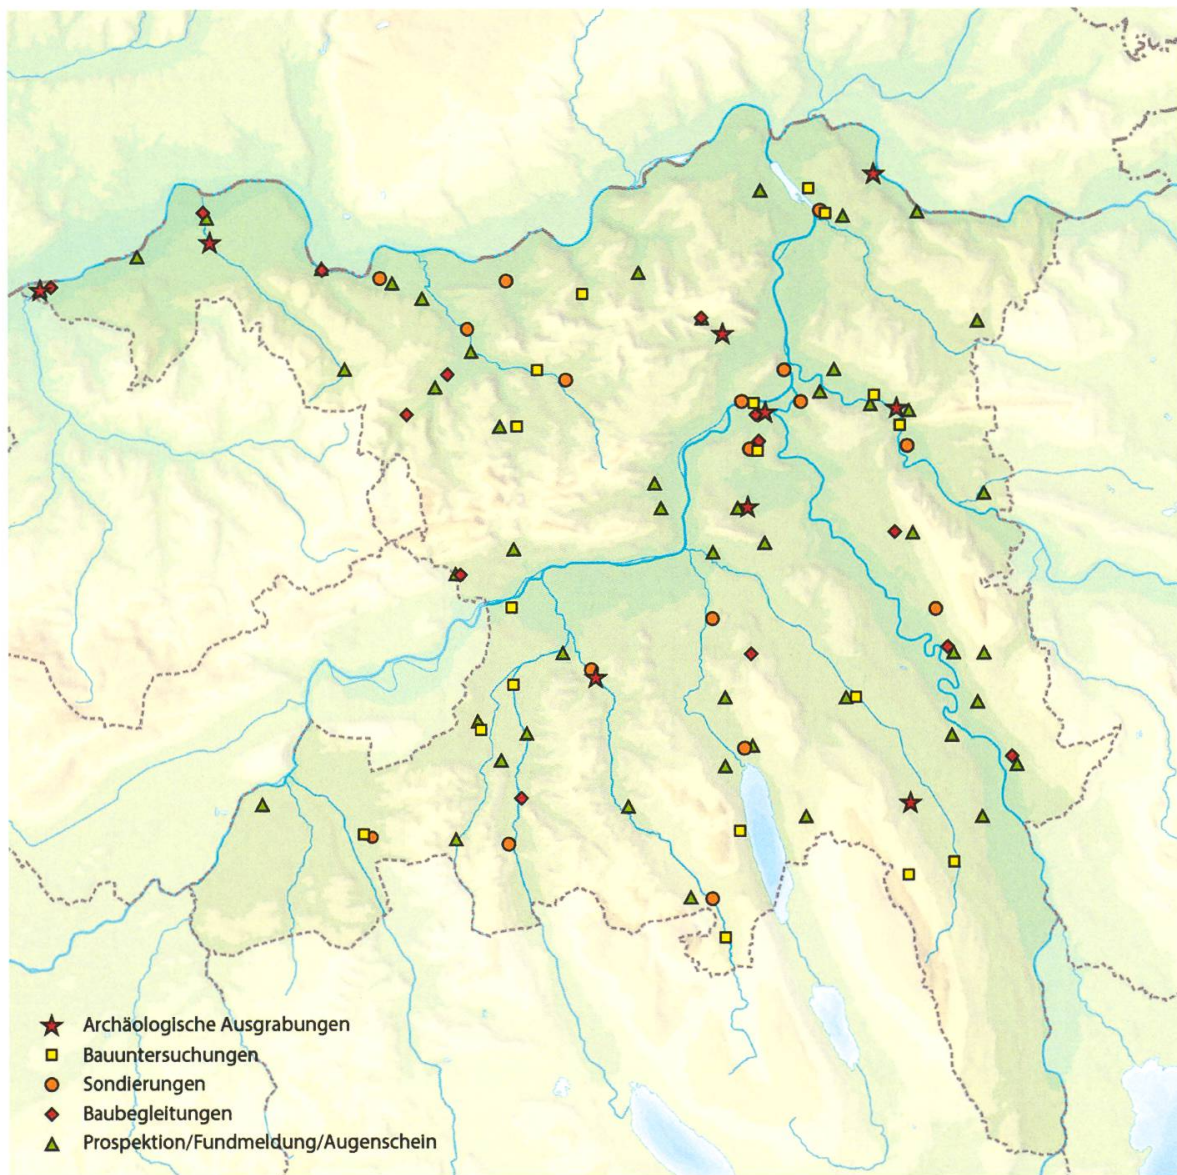 Archäologische Ausgrabungen
Bauuntersuchungen
Sondierungen
Baubegleitungen
Prospektion/Fundmeldung/Augenschein